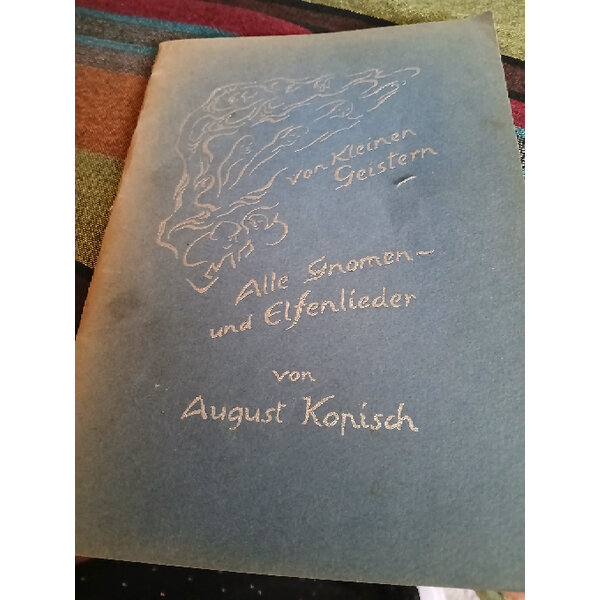 von Kleinen
Geistern
Alle Gnomen-
und Elfenlieder
von
August Kopisch